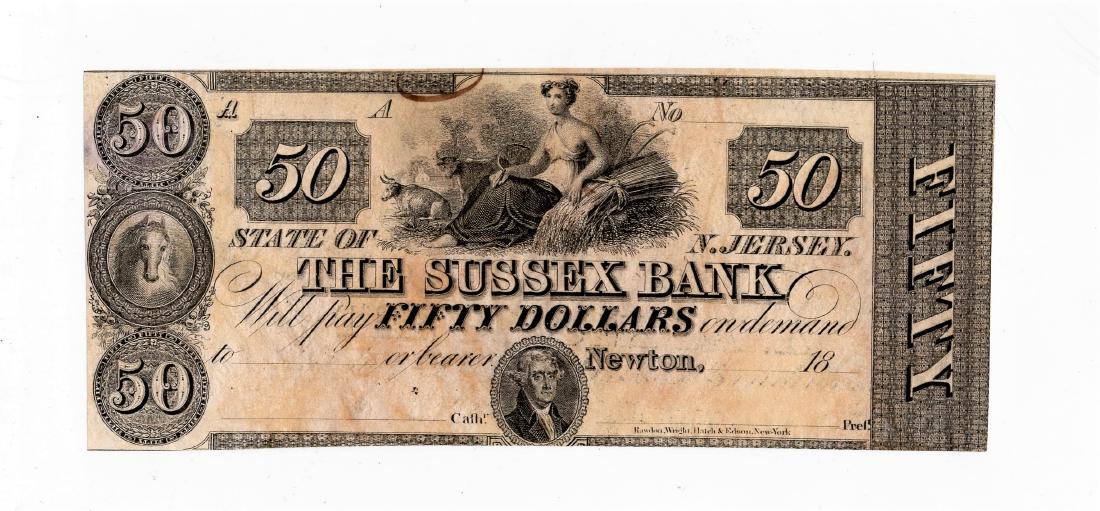 A A No
50 50 50 FIFTY
STATE OF N. JERSEY.
THE SUSSEX BANK
Will pay FIFTY DOLLARS on demand
to or bearer Newton, 18
50
Cash.r Pres.t
Rawdon, Wright, Hatch & Edson, New-York